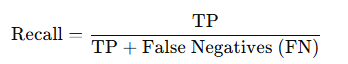 Recall = TP / TP + False Negatives (FN)